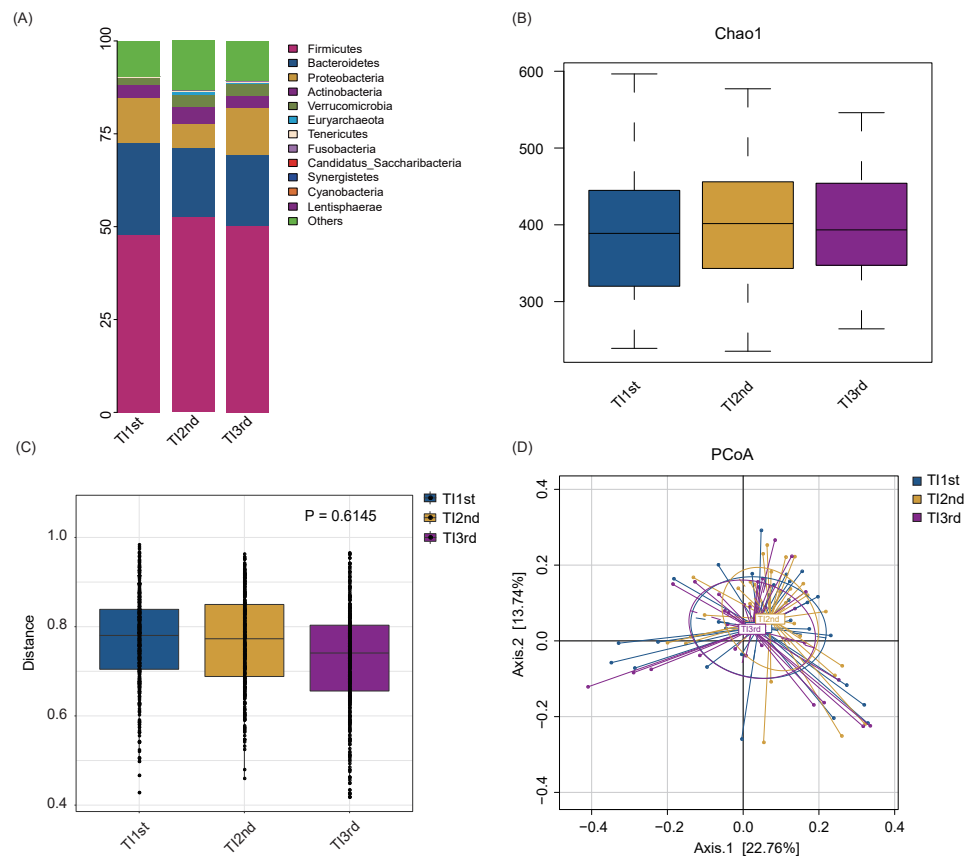 (A)
100
75
50
25
0
TI1st
TI2nd
TI3rd
Firmicutes
Bacteroidetes
Proteobacteria
Actinobacteria
Verrucomicrobia
Euryarchaeota
Tenericutes
Fusobacteria
Candidatus_Saccharibacteria
Synergistetes
Cyanobacteria
Lentisphaerae
Others
(B)
Chao1
600
500
400
300
TI1st
TI2nd
TI3rd
(C)
TI1st
TI2nd
TI3rd
P = 0.6145
Distance
1.0
0.8
0.6
0.4
TI1st
TI2nd
TI3rd
(D)
PCoA
TI1st
TI2nd
TI3rd
Axis.2 [13.74%]
0.4
0.2
0.0
−0.2
−0.4
TI2nd
TI3rd
−0.4
−0.2
0.0
0.2
0.4
Axis.1 [22.76%]